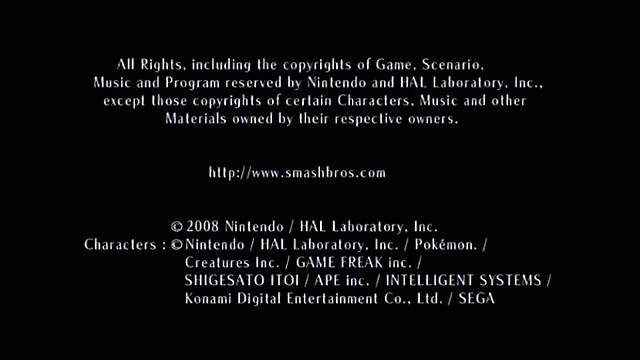 All Rights, including the copyrights of Game, Scenario,
Music and Program reserved by Nintendo and HAL Laboratory, Inc.,
except those copyrights of certain Characters, Music and other
Materials owned by their respective owners.
http://www.smashbros.com
© 2008 Nintendo / HAL Laboratory, Inc.
Characters : © Nintendo / HAL Laboratory, Inc. / Pokémon. /
Creatures Inc. / GAME FREAK inc. /
SHIGESATO ITOI / APE inc. / INTELLIGENT SYSTEMS /
Konami Digital Entertainment Co., Ltd. / SEGA